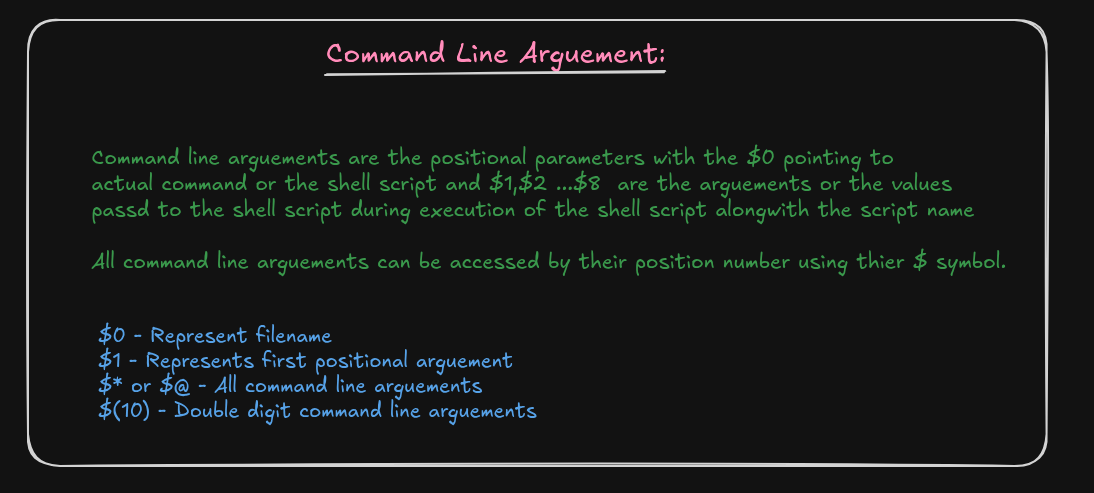 Command Line Arguement:
Command line arguements are the positional parameters with the $0 pointing to
actual command or the shell script and $1,$2 ...$8 are the arguements or the values
passd to the shell script during execution of the shell script alongwith the script name
All command line arguements can be accessed by their position number using thier $ symbol.
$0 - Represent filename
$1 - Represents first positional arguement
$* or $@ - All command line arguements
$(10) - Double digit command line arguements